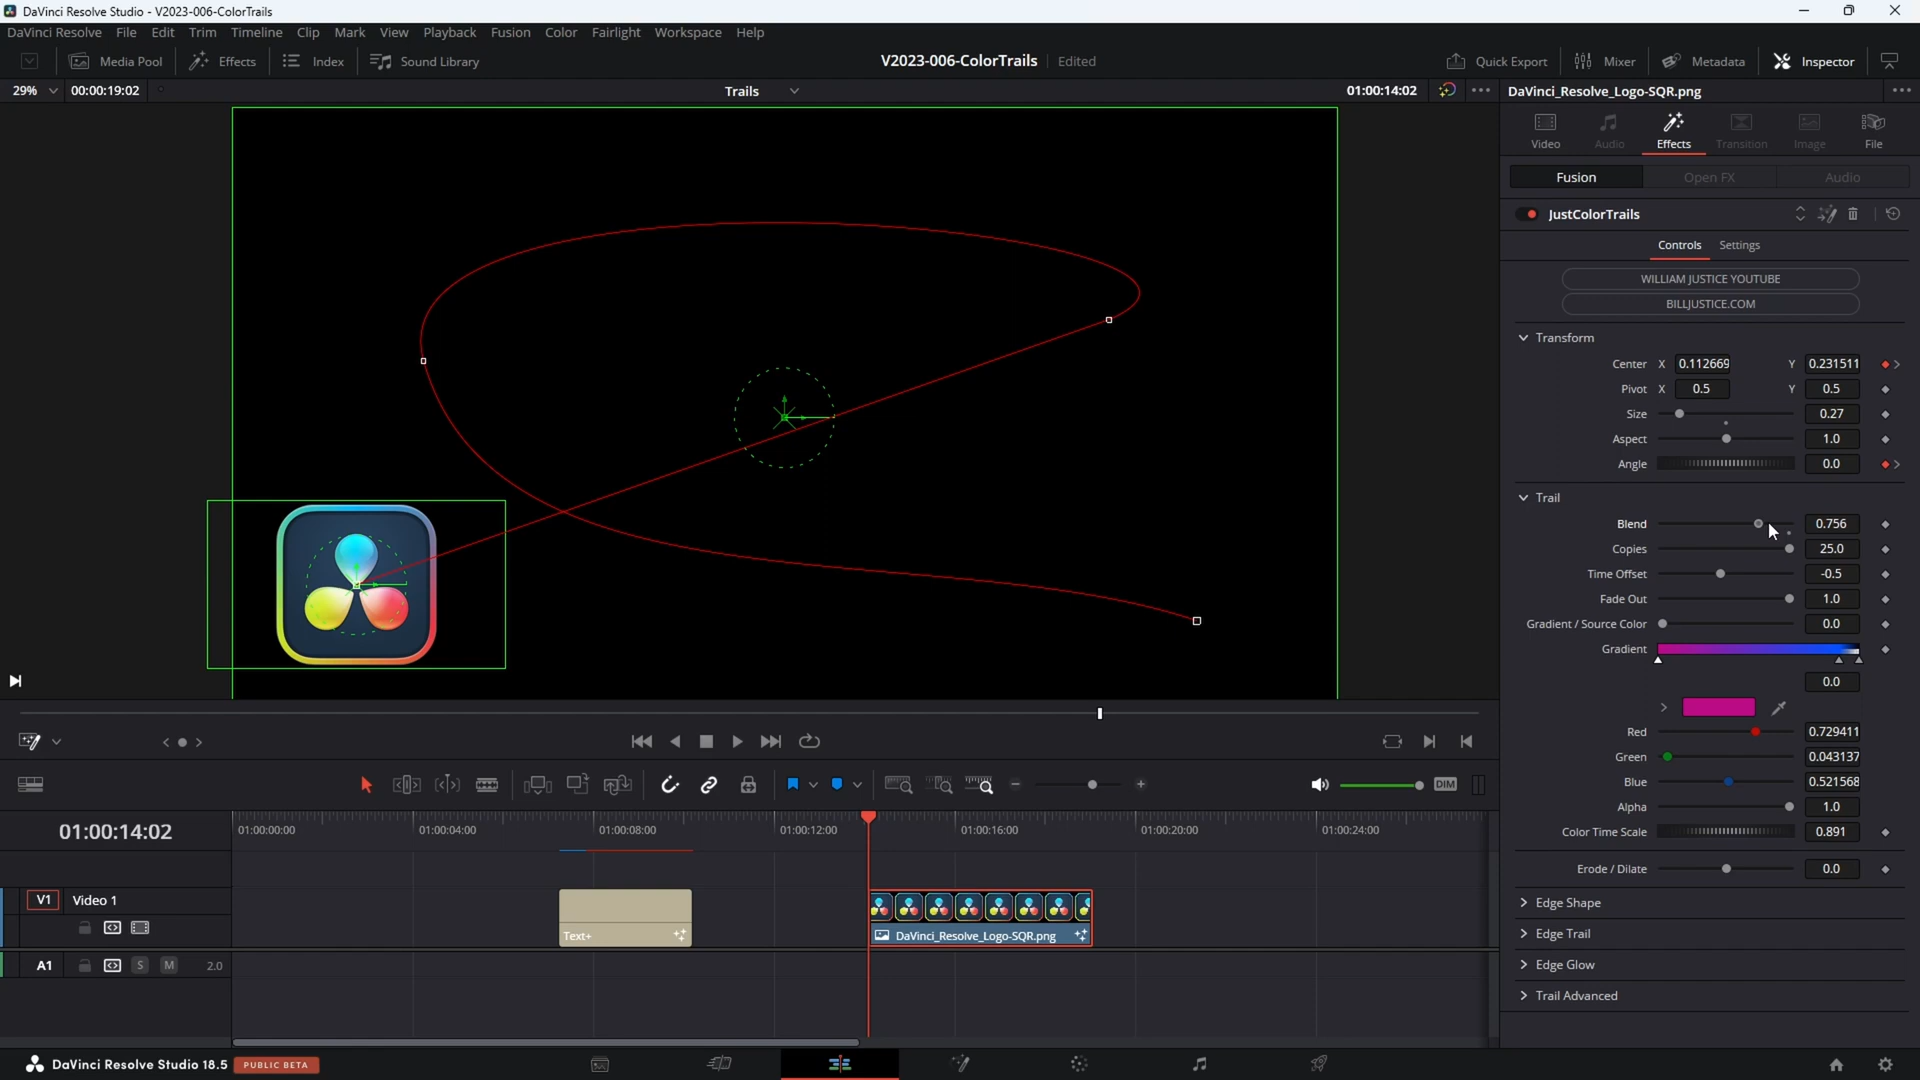 DaVinci Resolve Studio - V2023-006-ColorTrails
DaVinci Resolve File Edit Trim Timeline Clip Mark View Playback Fusion Color Fairlight Workspace Help
Media Pool Effects Index Sound Library V2023-006-ColorTrails Edited Quick Export Mixer Metadata Inspector
29% 00:00:19:02 Trails 01:00:14:02 DaVinci_Resolve_Logo-SQR.png
Video Audio Effects Transition Image File
Fusion Open FX Audio
JustColorTrails
Controls Settings
WILLIAM JUSTICE YOUTUBE
BILLJUSTICE.COM
Transform
Center X 0.112669 Y 0.231511
Pivot X 0.5 Y 0.5
Size 0.27
Aspect 1.0
Angle 0.0
Trail
Blend 0.756
Copies 25.0
Time Offset -0.5
Fade Out 1.0
Gradient / Source Color 0.0
Gradient
0.0
Red 0.729411
Green 0.043137
Blue 0.521568
Alpha 1.0
Color Time Scale 0.891
Erode / Dilate 0.0
Edge Shape
Edge Trail
Edge Glow
Trail Advanced
DIM
01:00:14:02 01:00:00:00 01:00:04:00 01:00:08:00 01:00:12:00 01:00:16:00 01:00:20:00 01:00:24:00
V1 Video 1
Text+ DaVinci_Resolve_Logo-SQR.png
A1 S M 2.0
DaVinci Resolve Studio 18.5 PUBLIC BETA